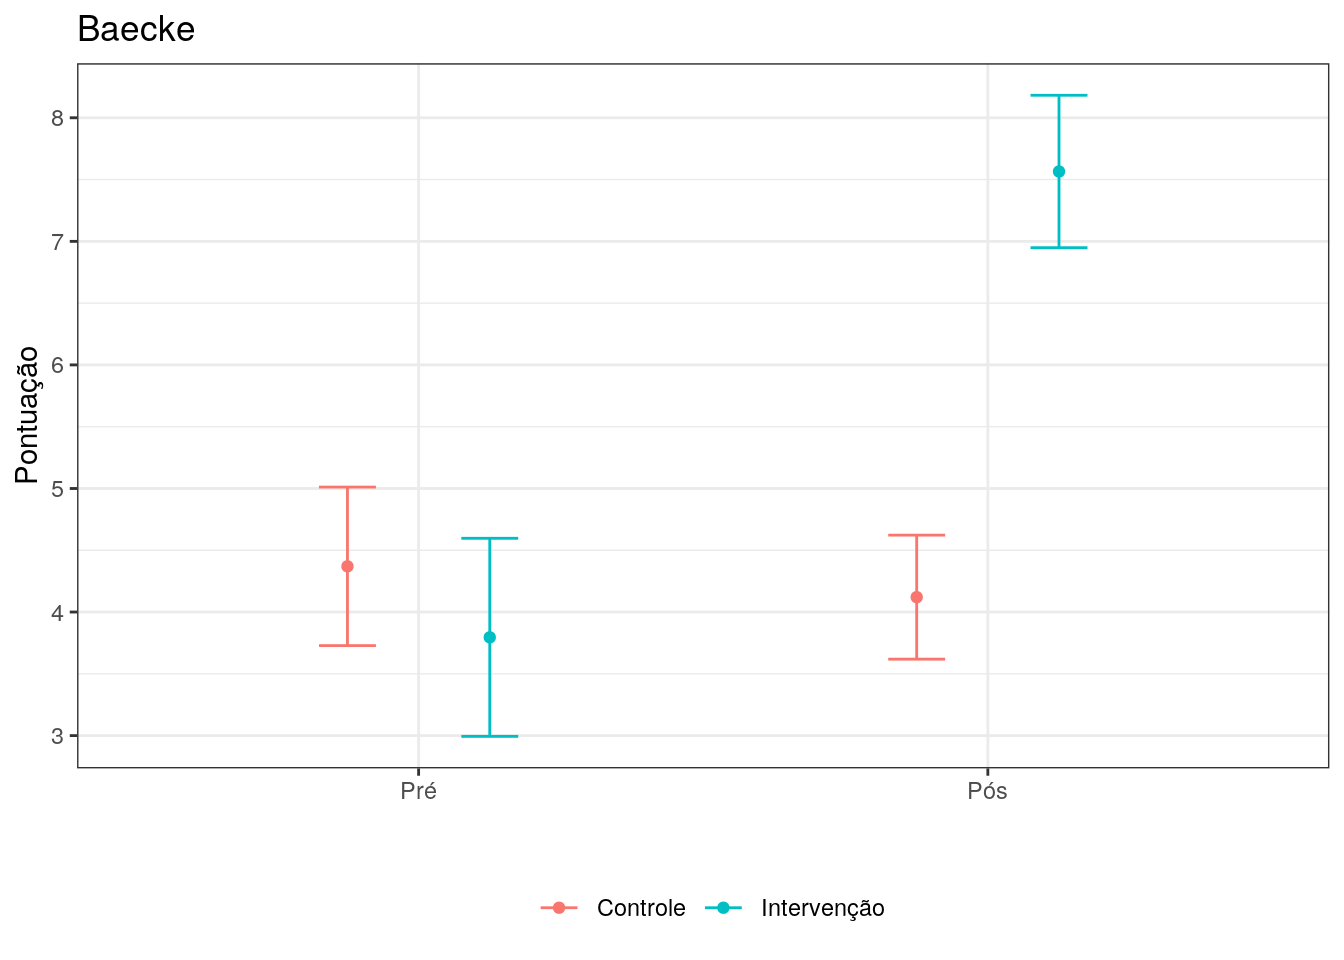 Baecke
Pontuação
8
7
6
5
4
3
Pré
Pós
Controle
Intervenção